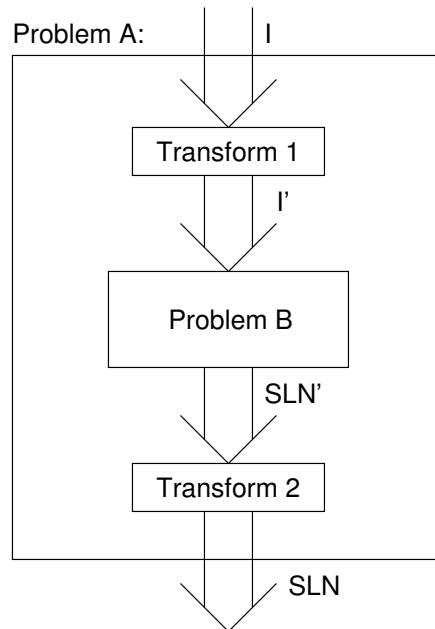 Problem A: I
Transform 1
I'
Problem B
SLN'
Transform 2
SLN